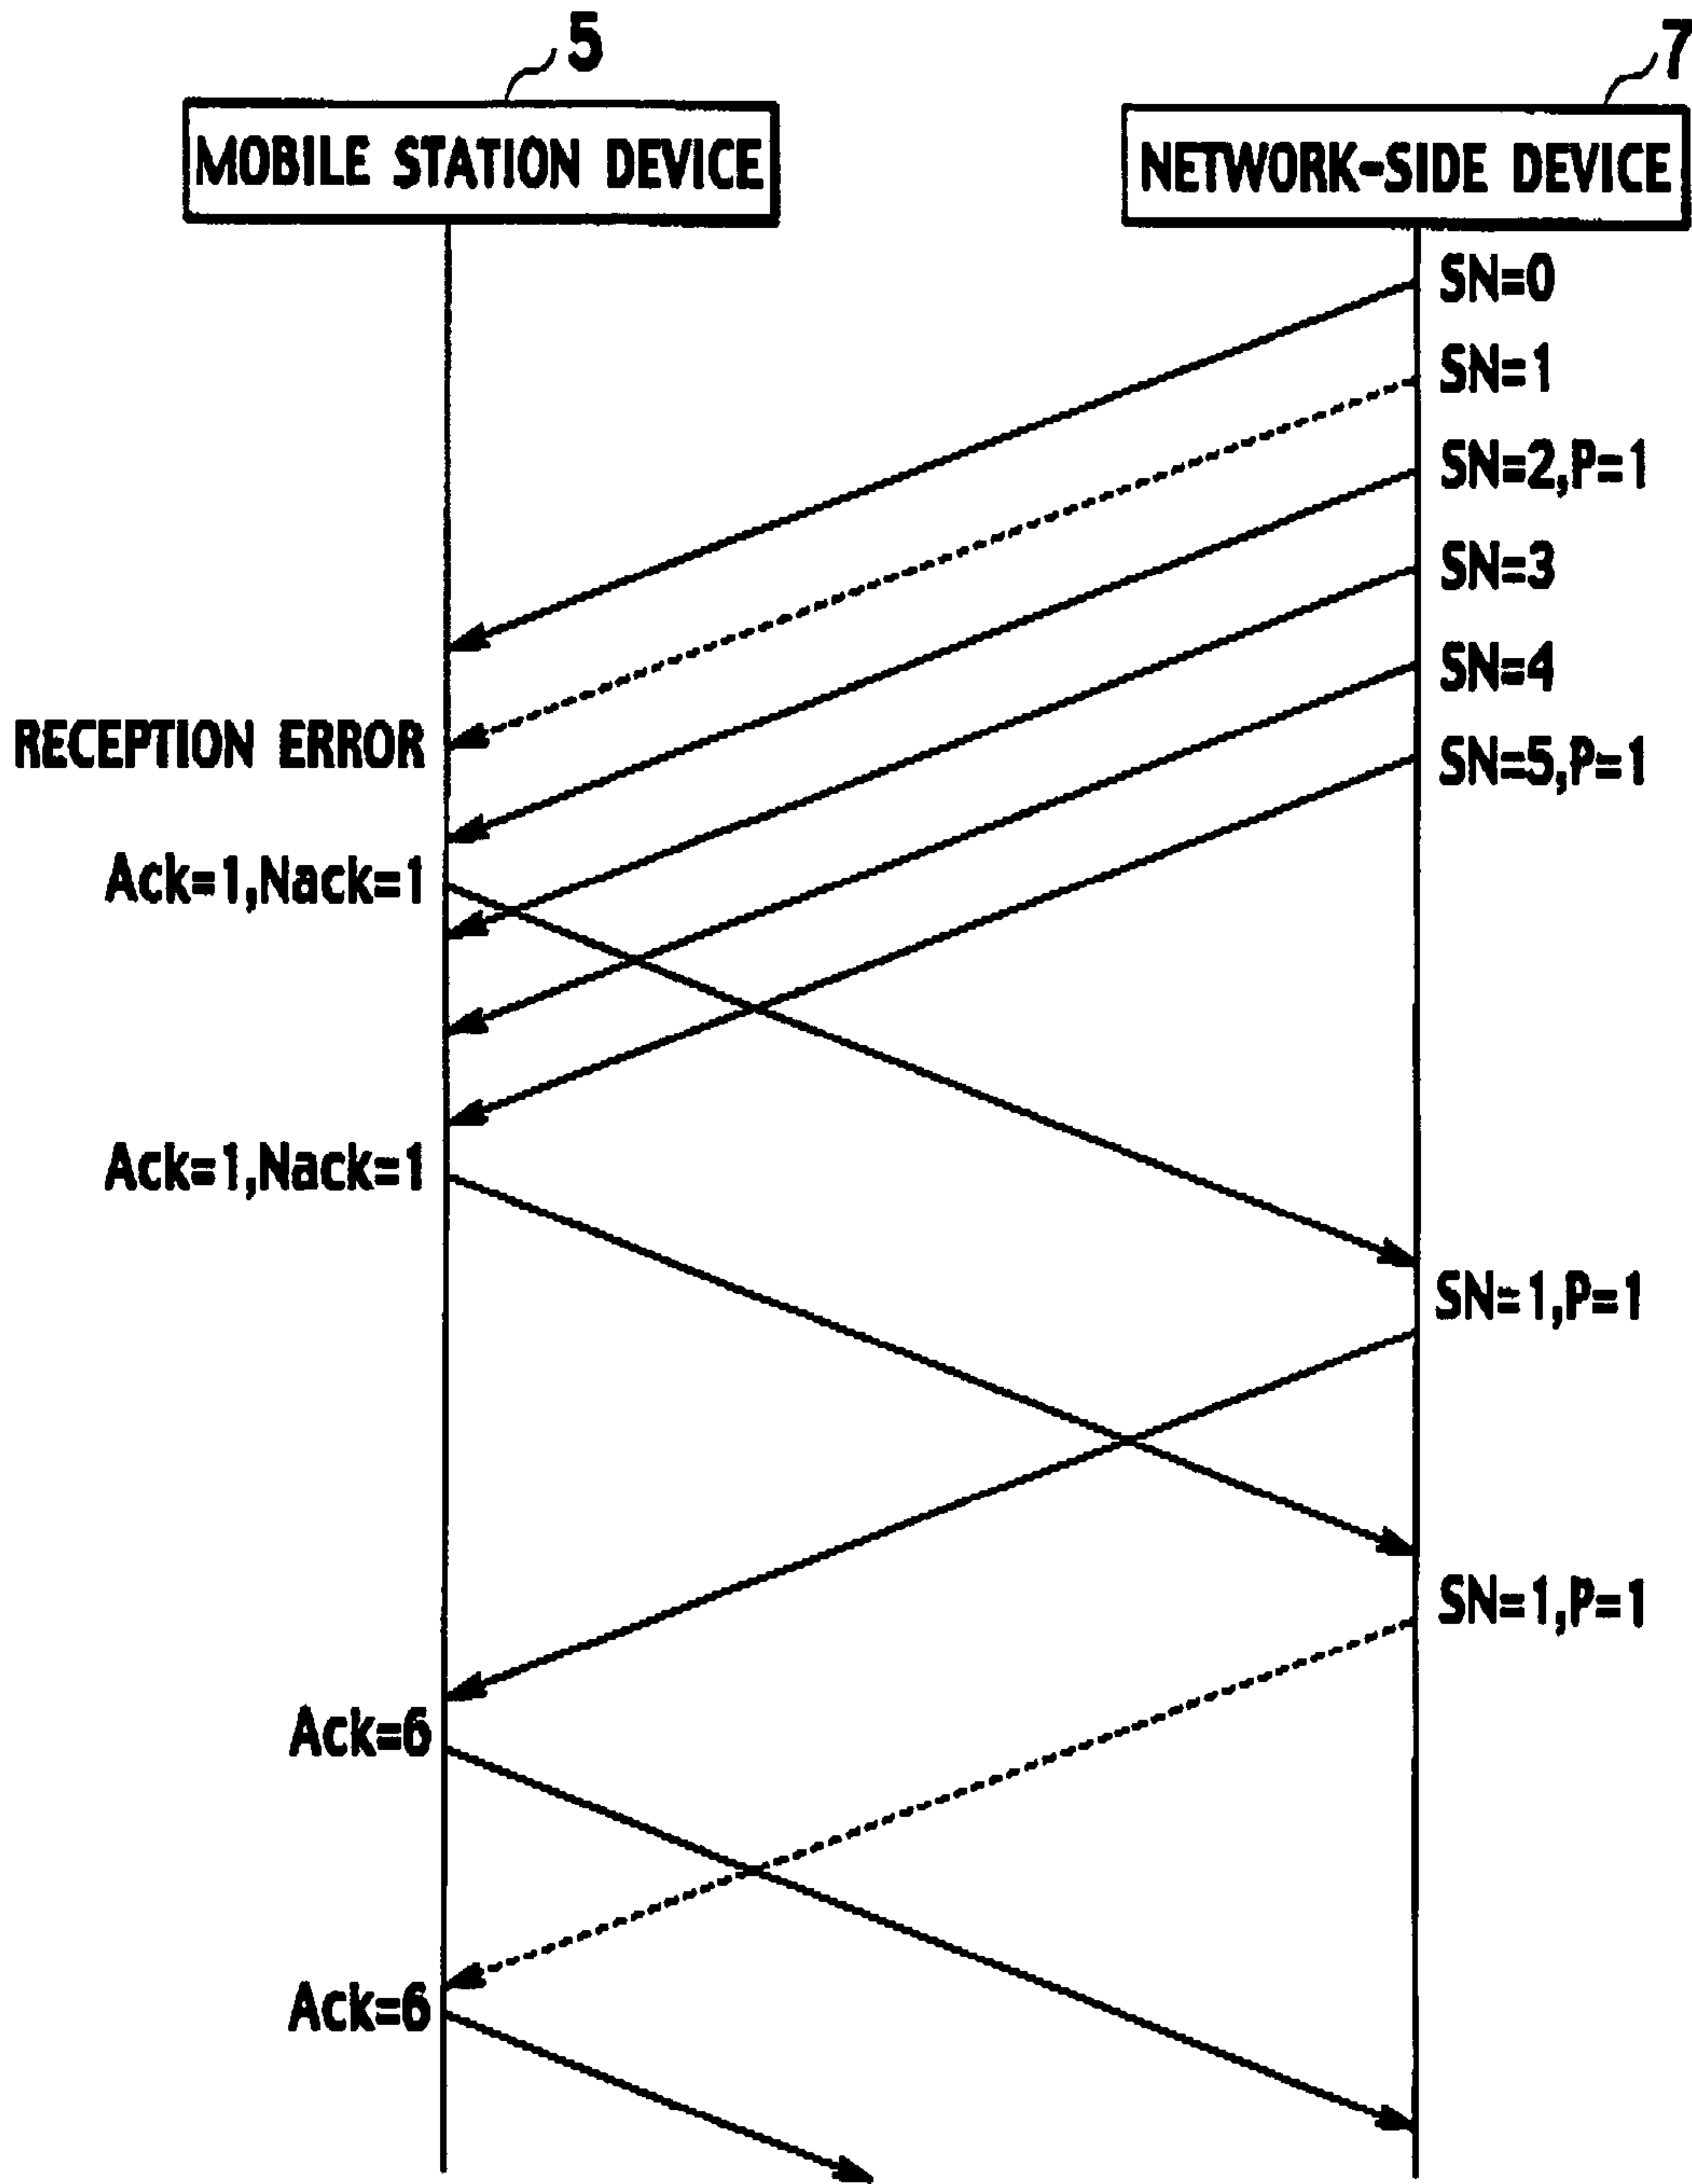 5
7
MOBILE STATION DEVICE
NETWORK-SIDE DEVICE
SN=0
SN=1
SN=2,P=1
SN=3
SN=4
RECEPTION ERROR
SN=5,P=1
Ack=1,Nack=1
Ack=1,Nack=1
SN=1,P=1
SN=1,P=1
Ack=6
Ack=6